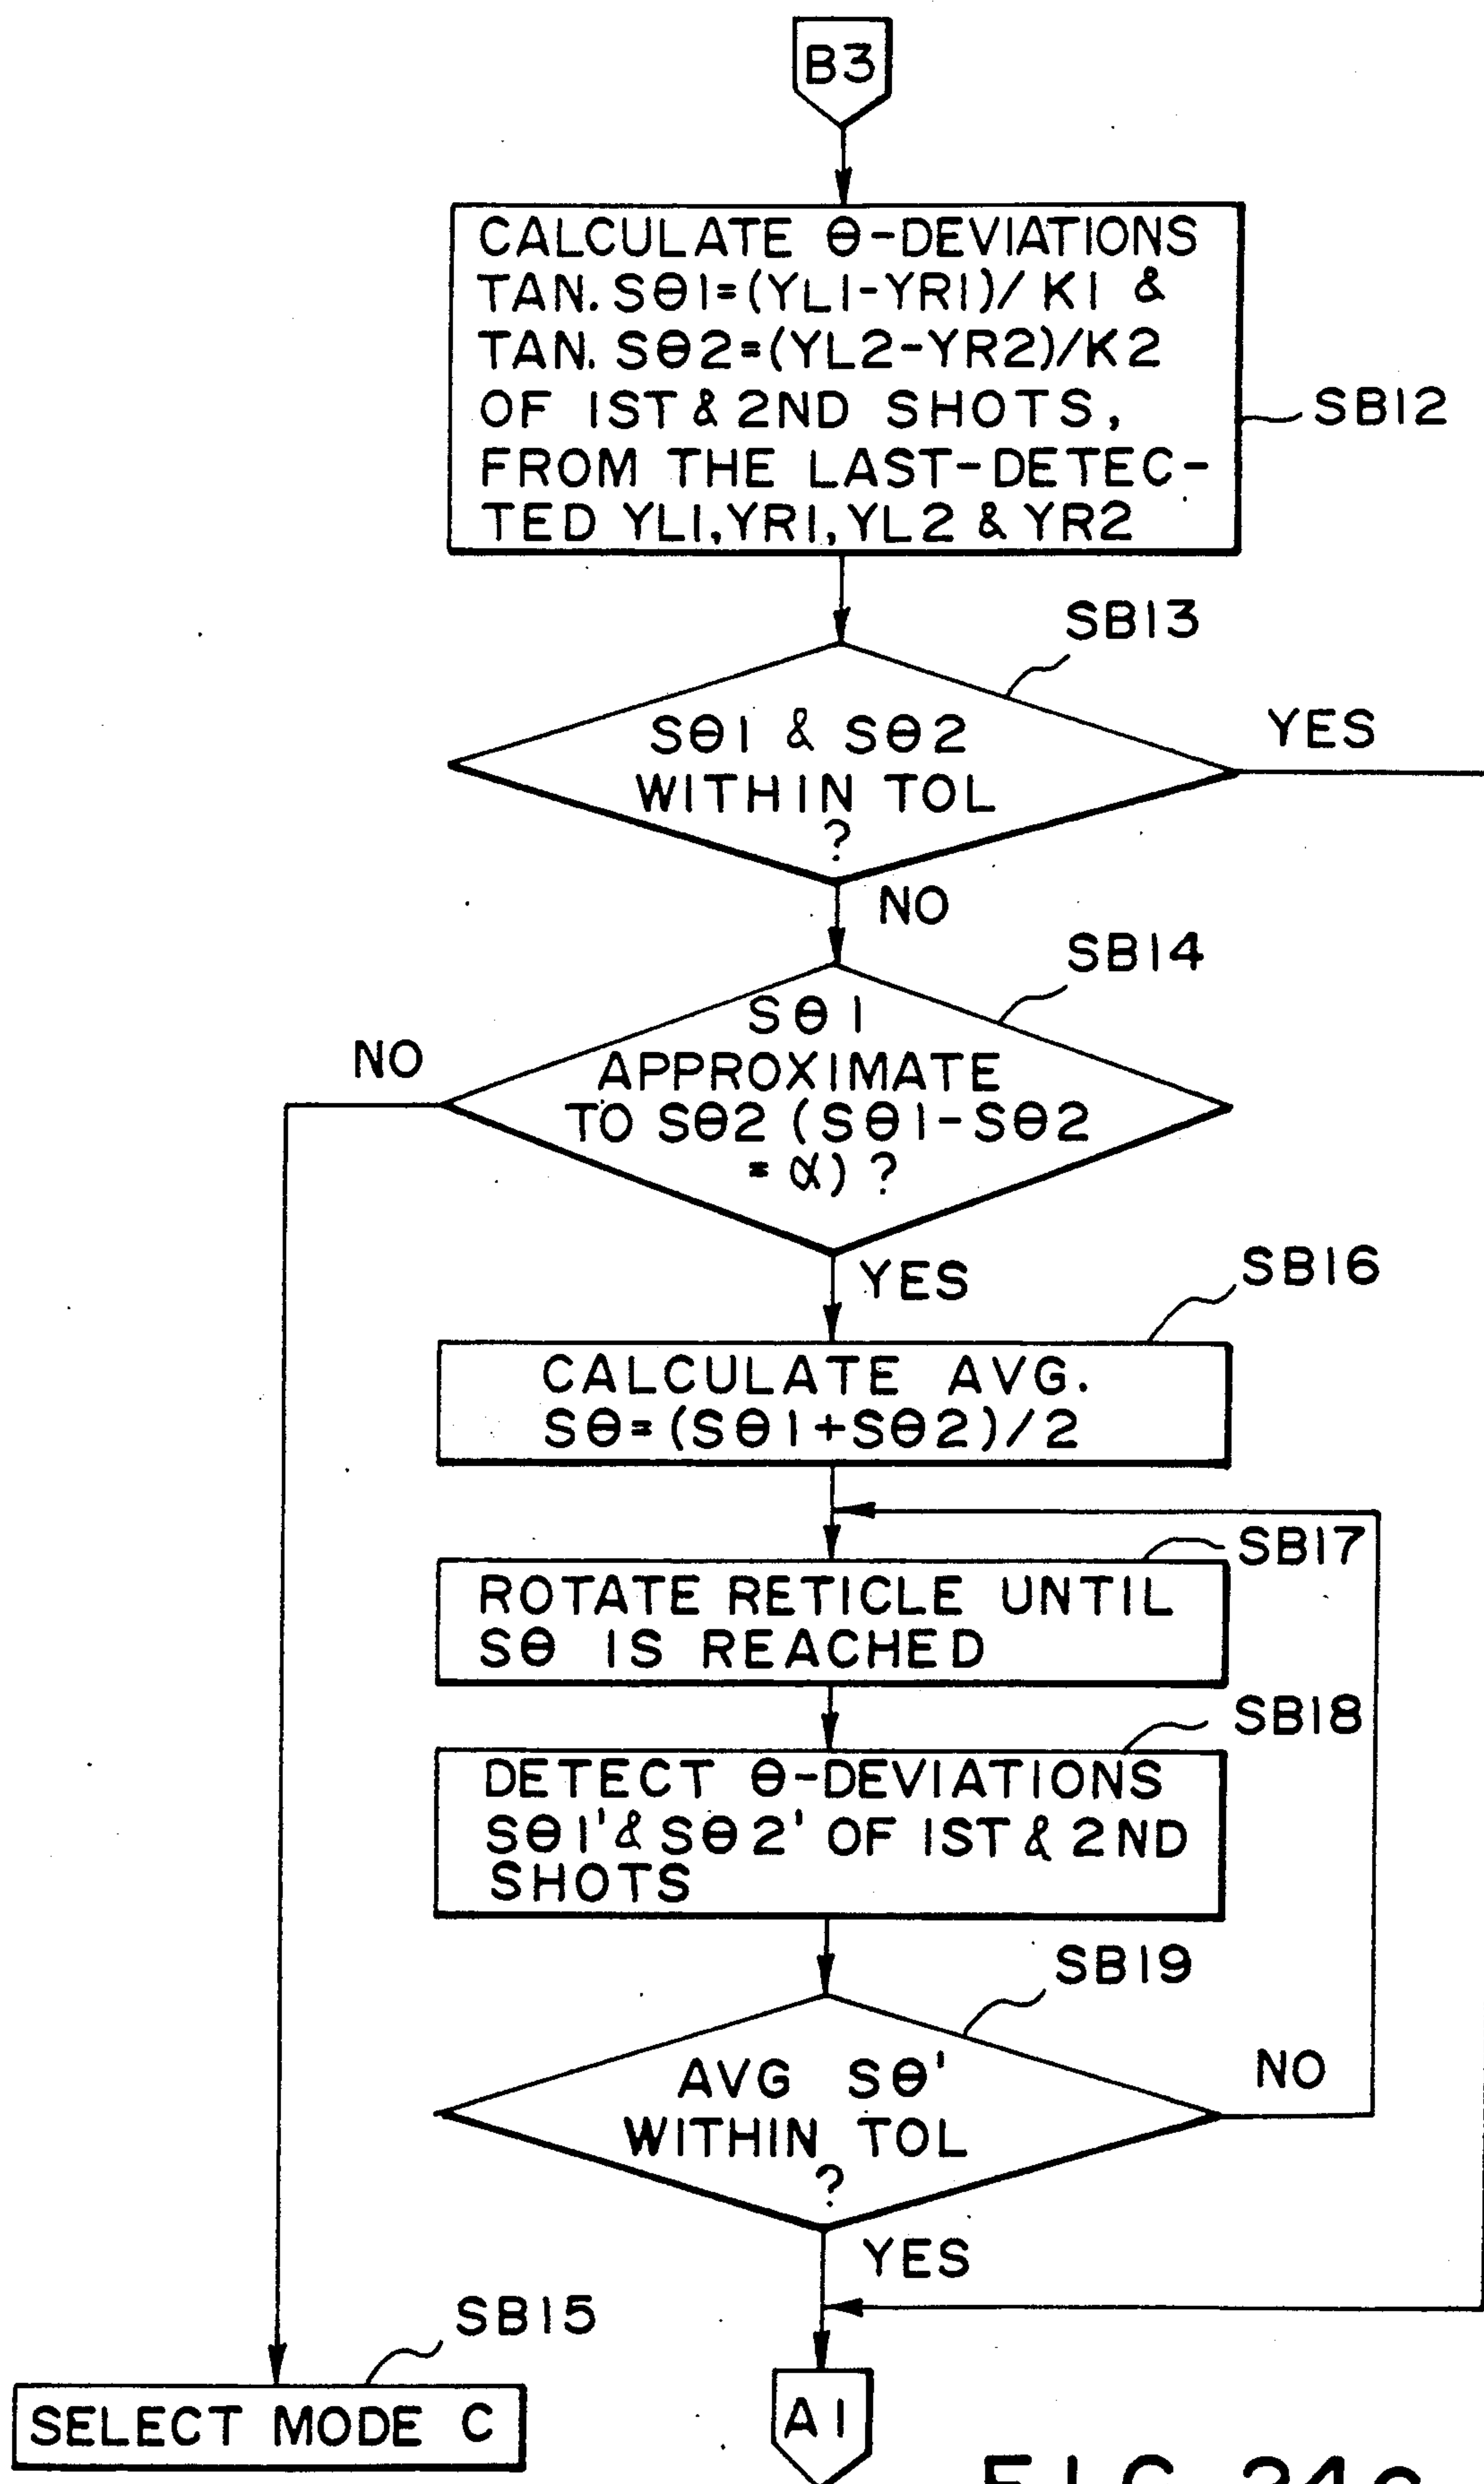 B3
CALCULATE θ-DEVIATIONS
TAN. Sθ1=(YL1-YR1)/K1 &
TAN. Sθ2=(YL2-YR2)/K2
OF 1ST & 2ND SHOTS,
FROM THE LAST-DETEC-
TED YL1,YR1,YL2 & YR2
SB12
SB13
Sθ1 & Sθ2
WITHIN TOL
?
YES
NO
SB14
Sθ1
APPROXIMATE
TO Sθ2 (Sθ1-Sθ2
=α) ?
NO
YES
SB16
CALCULATE AVG.
Sθ=(Sθ1+Sθ2)/2
SB17
ROTATE RETICLE UNTIL
Sθ IS REACHED
SB18
DETECT θ-DEVIATIONS
Sθ1'& Sθ2' OF 1ST & 2ND
SHOTS
SB19
AVG Sθ'
WITHIN TOL
?
NO
YES
SB15
SELECT MODE C
A1